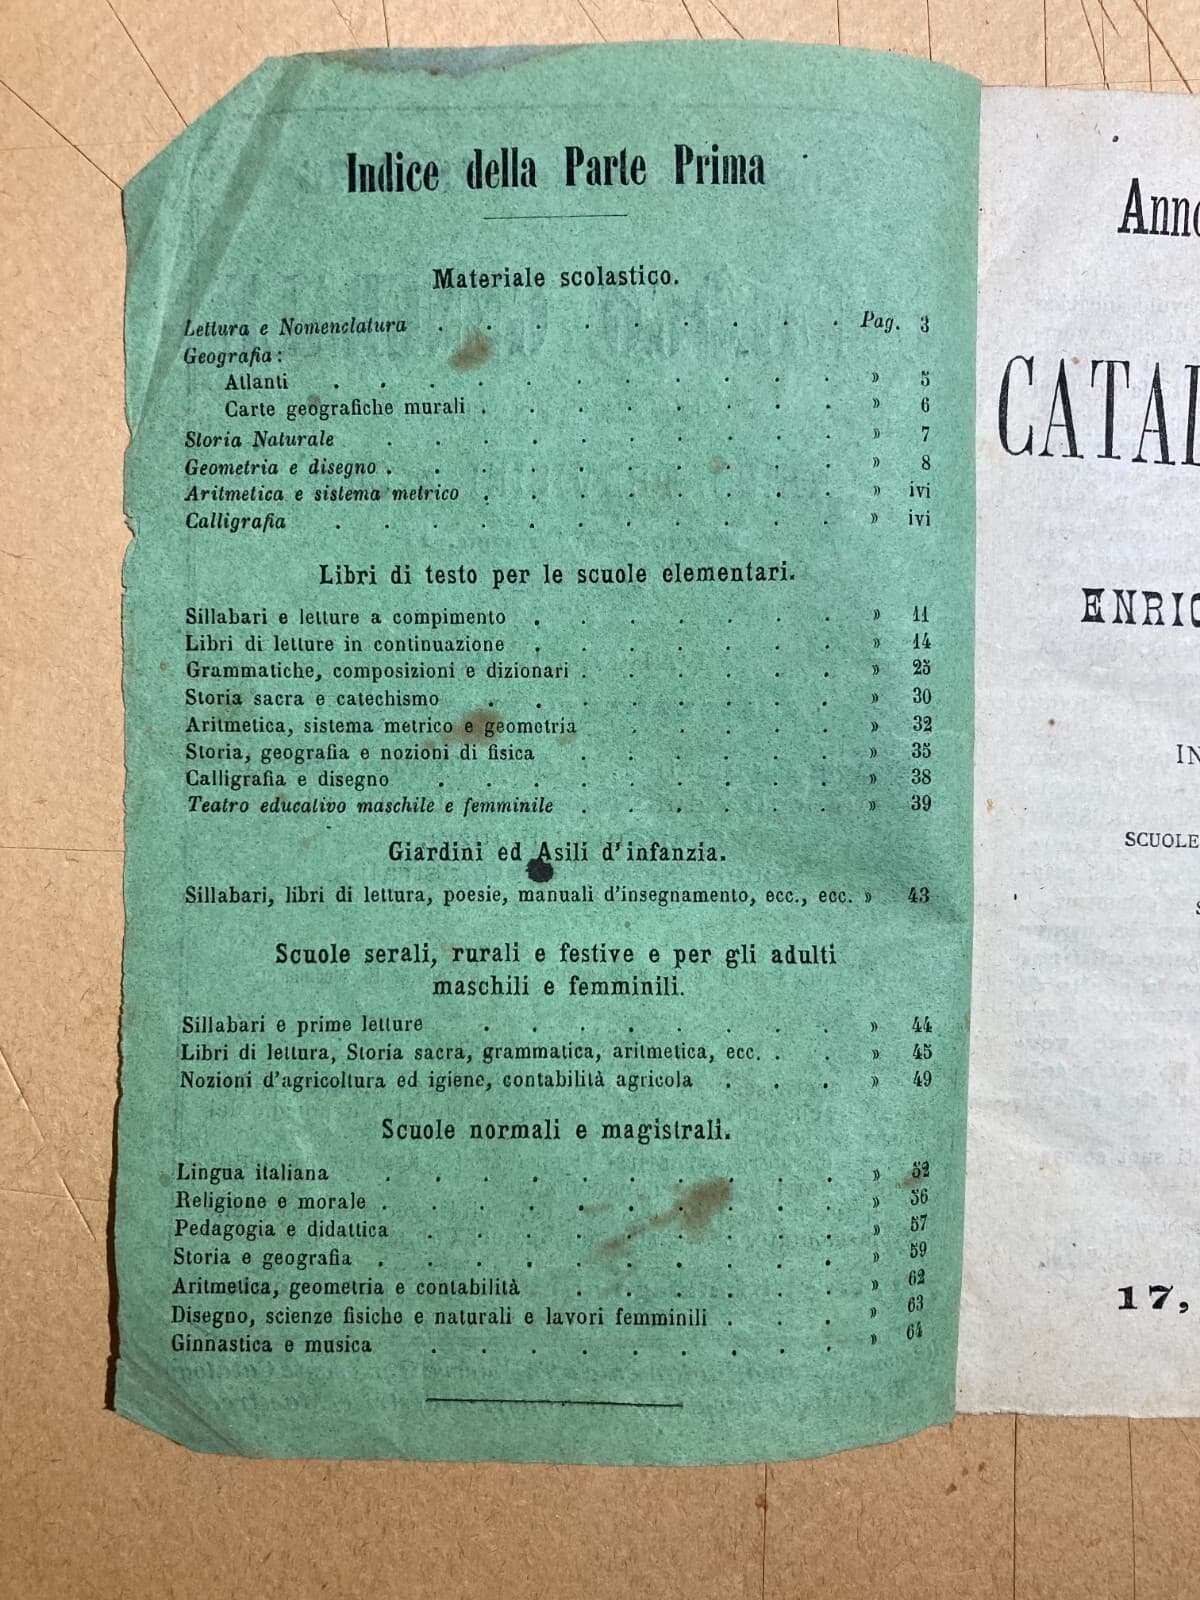 Indice della Parte Prima
Materiale scolastico.
Lettura e Nomenclatura . . . . . . . . . Pag. 3
Geografia:
Atlanti . . . . . . . . . . . » 5
Carte geografiche murali . . . . . . . . » 6
Storia Naturale . . . . . . . . . . » 7
Geometria e disegno . . . . . . . . . . » 8
Aritmetica e sistema metrico . . . . . . . . » ivi
Calligrafia . . . . . . . . . . . » ivi
Libri di testo per le scuole elementari.
Sillabari e letture a compimento . . . . . . . » 11
Libri di letture in continuazione . . . . . . . » 14
Grammatiche, composizioni e dizionari . . . . . . » 25
Storia sacra e catechismo . . . . . . . . » 30
Aritmetica, sistema metrico e geometria . . . . . » 32
Storia, geografia e nozioni di fisica . . . . . . » 35
Calligrafia e disegno . . . . . . . . . » 38
Teatro educativo maschile e femminile . . . . . . » 39
Giardini ed Asili d'infanzia.
Sillabari, libri di lettura, poesie, manuali d'insegnamento, ecc., ecc. » 43
Scuole serali, rurali e festive e per gli adulti
maschili e femminili.
Sillabari e prime letture . . . . . . . . » 44
Libri di lettura, Storia sacra, grammatica, aritmetica, ecc. . . » 45
Nozioni d'agricoltura ed igiene, contabilità agricola . . . » 49
Scuole normali e magistrali.
Lingua italiana . . . . . . . . . . » 52
Religione e morale . . . . . . . . . . » 56
Pedagogia e didattica . . . . . . . . . » 57
Storia e geografia . . . . . . . . . . » 59
Aritmetica, geometria e contabilità . . . . . . » 62
Disegno, scienze fisiche e naturali e lavori femminili . . . » 63
Ginnastica e musica . . . . . . . . . » 64
Anno
CATAL
ENRIC
IN
SCUOLE
17,